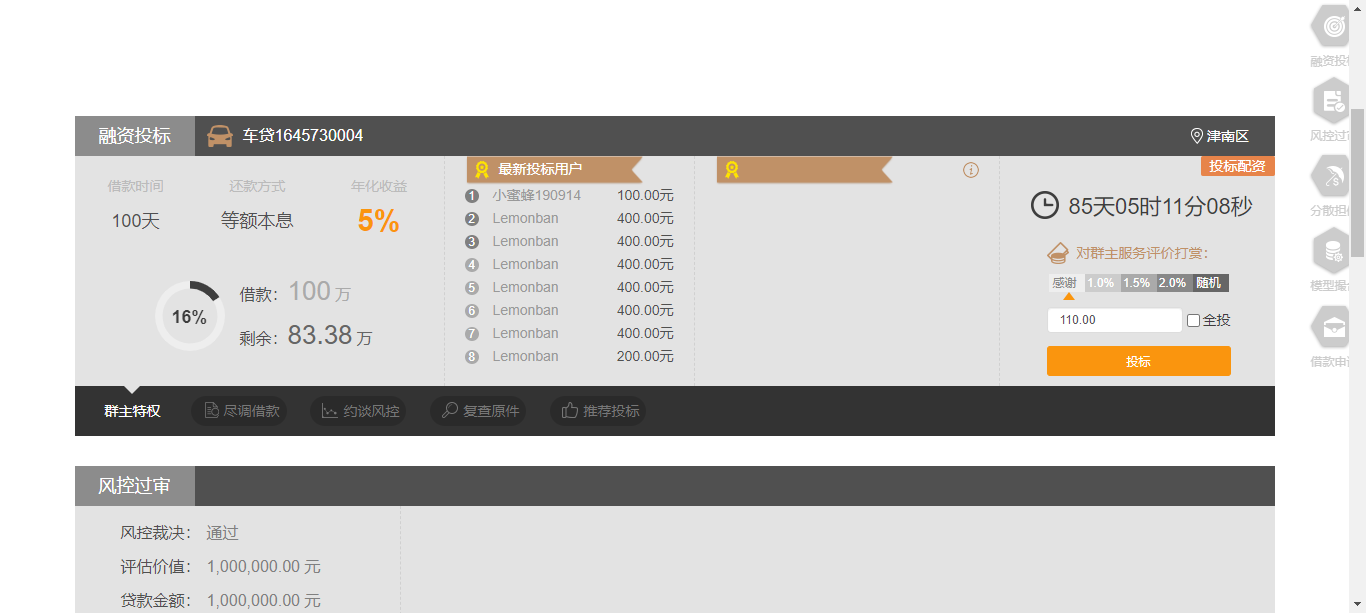 融资投标
车贷1645730004
津南区
借款时间
还款方式
年化收益
100天
等额本息
5%
16%
借款: 100 万
剩余: 83.38 万
最新投标用户
1 小蜜蜂190914 100.00元
2 Lemonban 400.00元
3 Lemonban 400.00元
4 Lemonban 400.00元
5 Lemonban 400.00元
6 Lemonban 400.00元
7 Lemonban 400.00元
8 Lemonban 200.00元
投标配资
85天05时11分08秒
对群主服务评价打赏:
感谢 1.0% 1.5% 2.0% 随机
110.00
全投
投标
群主特权
尽调借款
约谈风控
复查原件
推荐投标
风控过审
风控裁决: 通过
评估价值: 1,000,000.00 元
贷款金额: 1,000,000.00 元
融资投
风控过
分散担
模型撮
借款申